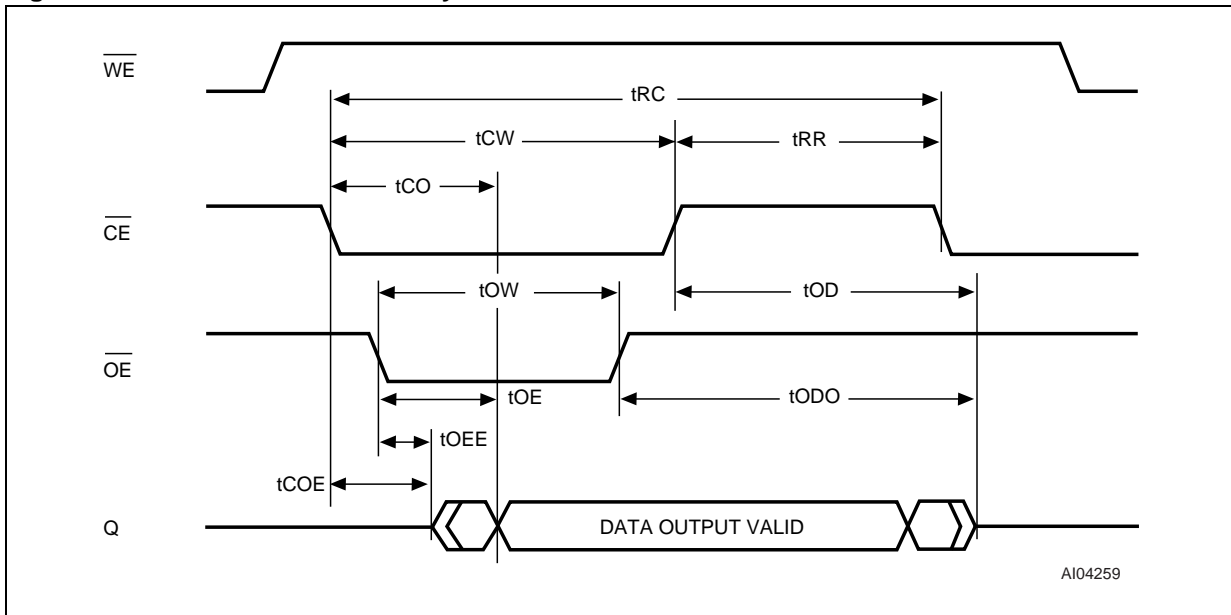 WE
tRC
tCW
tRR
tCO
CE
tOW
tOD
OE
tOE
tODO
tOEE
tCOE
Q
DATA OUTPUT VALID
AI04259